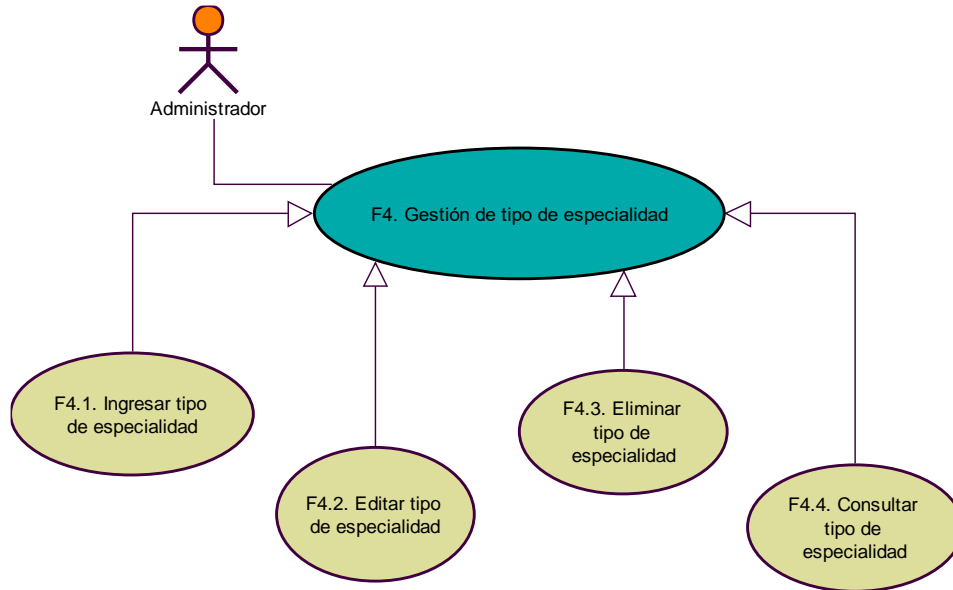 Administrador
F4. Gestión de tipo de especialidad
F4.1. Ingresar tipo
de especialidad
F4.2. Editar tipo
de especialidad
F4.3. Eliminar
tipo de
especialidad
F4.4. Consultar
tipo de
especialidad